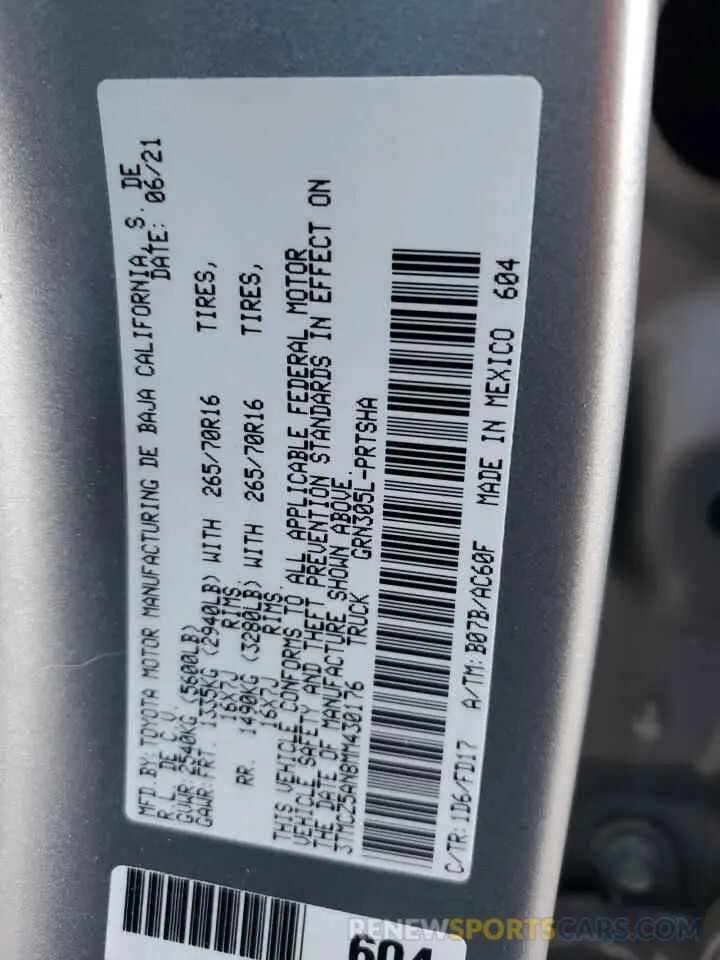 MFD. BY: TOYOTA MOTOR MANUFACTURING DE BAJA CALIFORNIA, S. DE
R L. DE C.V. DATE: 06/21
GVWR: 2540KG (5600LB)
GAWR: FRT. 1335KG (2940LB) WITH 265/70R16 TIRES,
16X7J RIMS
RR. 1490KG (3280LB) WITH 265/70R16 TIRES,
16X7J RIMS.
THIS VEHICLE CONFORMS TO ALL APPLICABLE FEDERAL MOTOR
VEHICLE SAFETY AND THEFT PREVENTION STANDARDS IN EFFECT ON
THE DATE OF MANUFACTURE SHOWN ABOVE.
3TMCZ5AN8MM430176 TRUCK GRN305L-PRTSHA
C/TR: 1D6/FD17 A/TM: B07B/AC60F MADE IN MEXICO 604
604
RENEWSPORTSCARS.COM